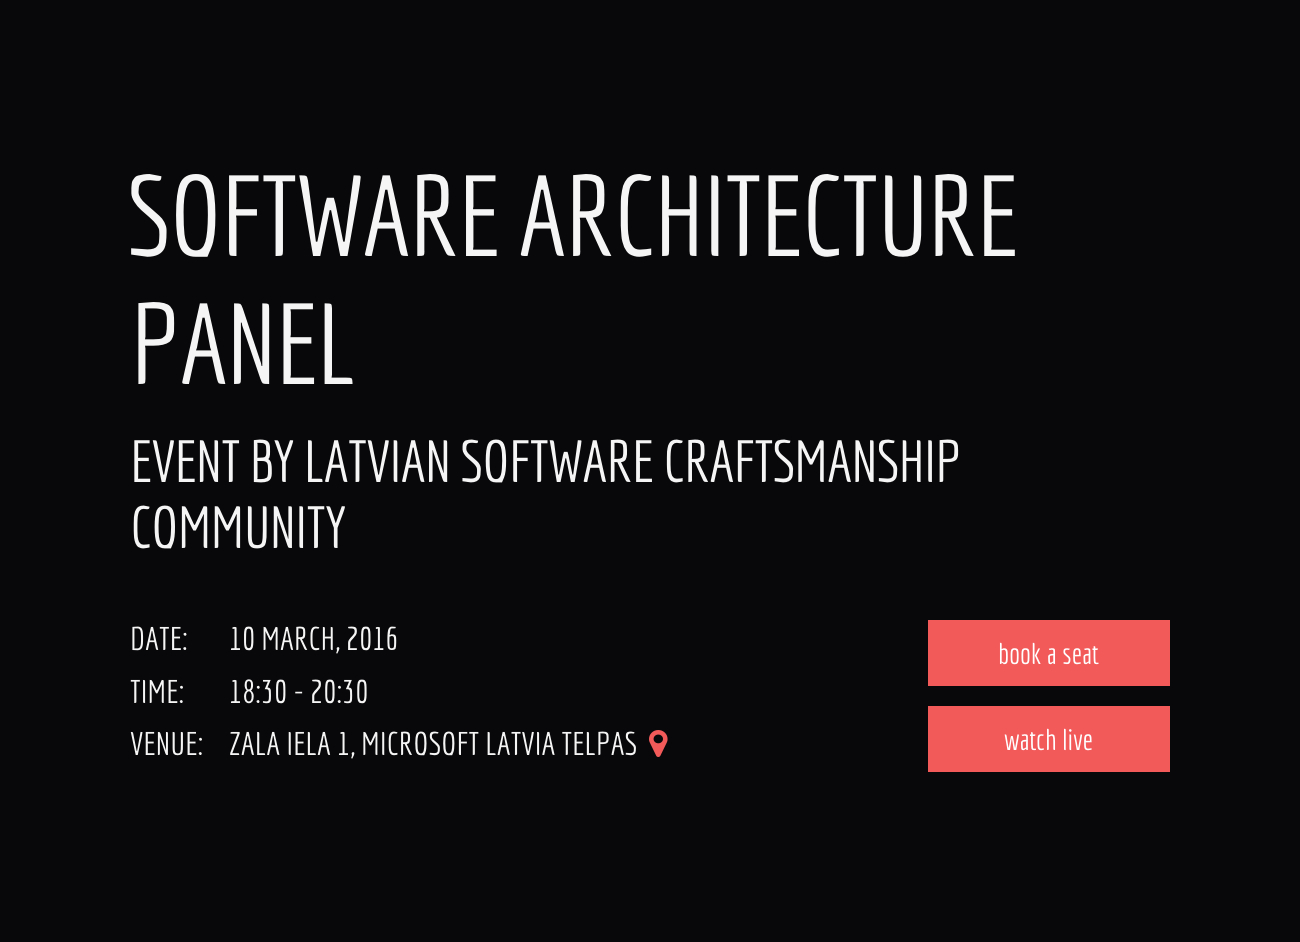 SOFTWARE ARCHITECTURE
PANEL
EVENT BY LATVIAN SOFTWARE CRAFTSMANSHIP
COMMUNITY
DATE: 10 MARCH, 2016
TIME: 18:30 - 20:30
VENUE: ZALA IELA 1, MICROSOFT LATVIA TELPAS
book a seat
watch live